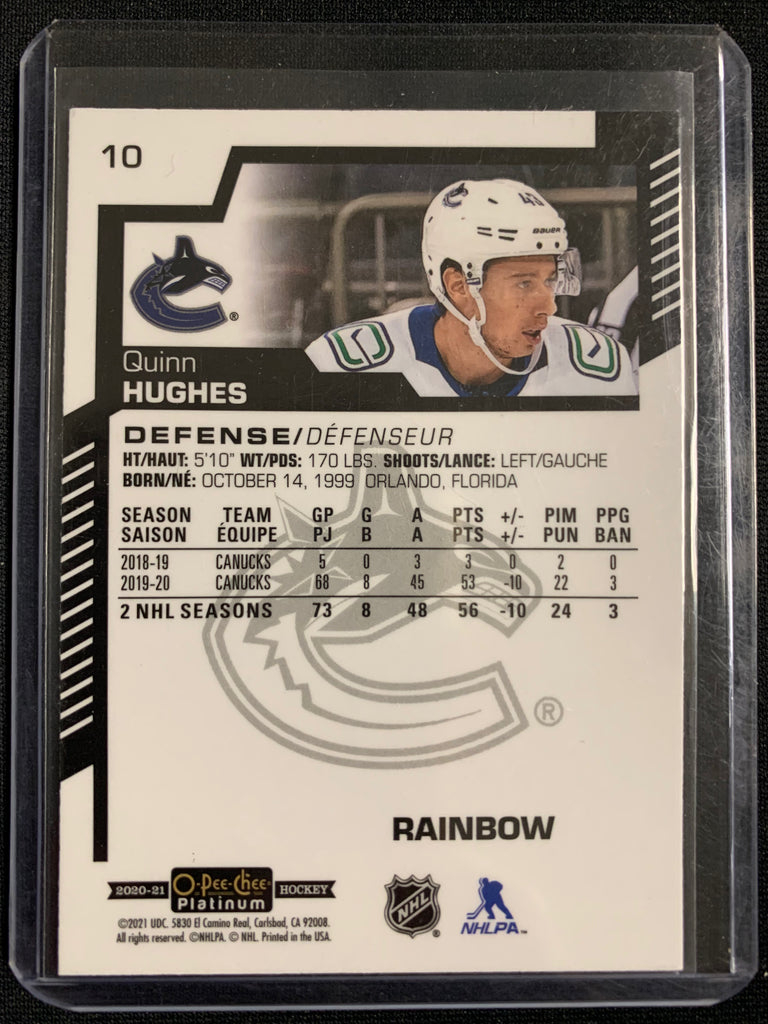 10
43
BAUER
®
Quinn
HUGHES
DEFENSE/DÉFENSEUR
HT/HAUT: 5'10" WT/PDS: 170 LBS. SHOOTS/LANCE: LEFT/GAUCHE
BORN/NÉ: OCTOBER 14, 1999 ORLANDO, FLORIDA
SEASON TEAM GP G A PTS +/- PIM PPG
SAISON ÉQUIPE PJ B A PTS +/- PUN BAN
2018-19 CANUCKS 5 0 3 3 0 2 0
2019-20 CANUCKS 68 8 45 53 -10 22 3
2 NHL SEASONS 73 8 48 56 -10 24 3
®
RAINBOW
2020-21 O-Pee-Chee HOCKEY
Platinum
NHL ®
NHLPA™
©2021 UDC. 5830 El Camino Real, Carlsbad, CA 92008.
All rights reserved. ©NHLPA. © NHL. Printed in the USA.